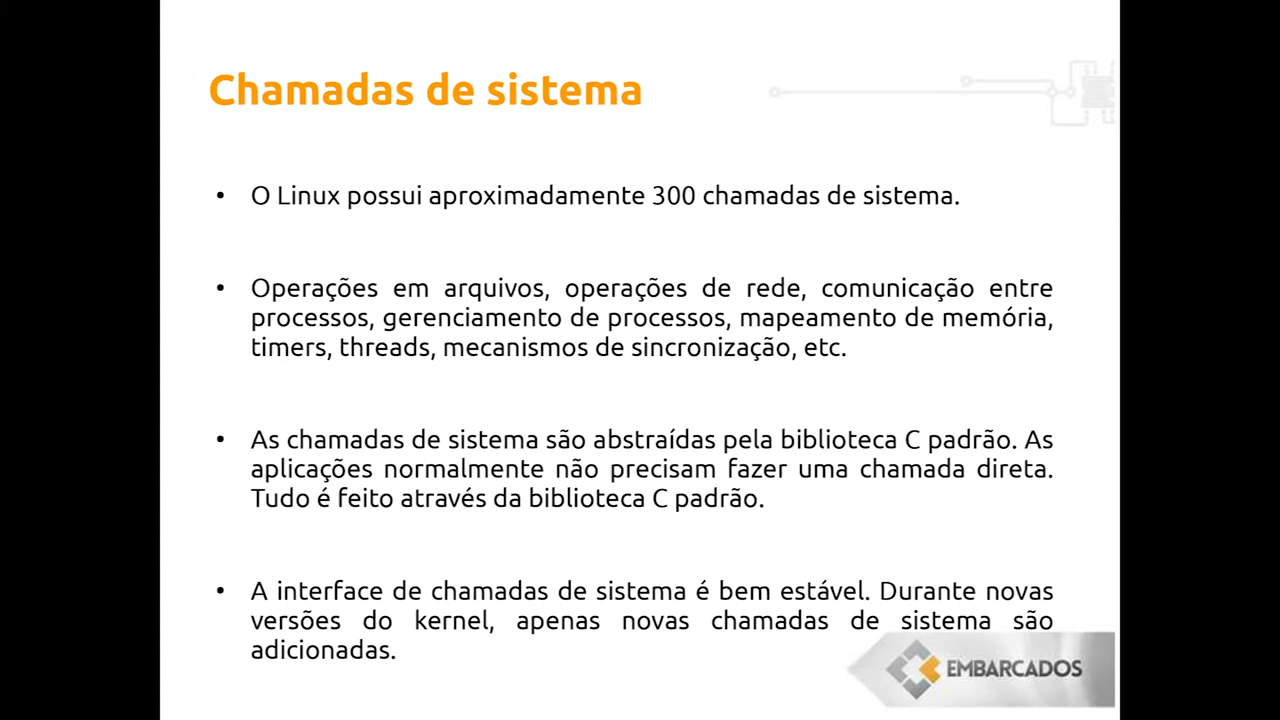 Chamadas de sistema
• O Linux possui aproximadamente 300 chamadas de sistema.
• Operações em arquivos, operações de rede, comunicação entre
processos, gerenciamento de processos, mapeamento de memória,
timers, threads, mecanismos de sincronização, etc.
• As chamadas de sistema são abstraídas pela biblioteca C padrão. As
aplicações normalmente não precisam fazer uma chamada direta.
Tudo é feito através da biblioteca C padrão.
• A interface de chamadas de sistema é bem estável. Durante novas
versões do kernel, apenas novas chamadas de sistema são
adicionadas.
EMBARCADOS